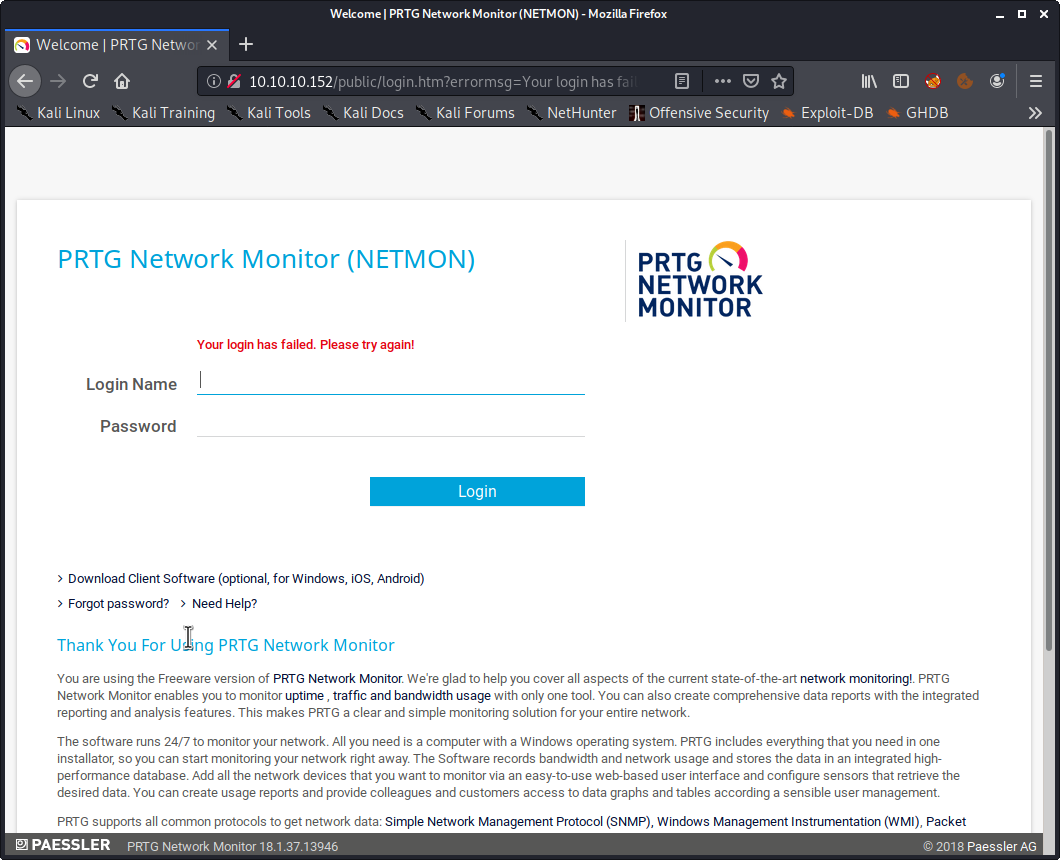 Welcome | PRTG Network Monitor (NETMON) - Mozilla Firefox
Welcome | PRTG Networ
10.10.10.152/public/login.htm?errormsg=Your login has fai
Kali Linux Kali Training Kali Tools Kali Docs Kali Forums NetHunter Offensive Security Exploit-DB GHDB
PRTG Network Monitor (NETMON)
PRTG
NETWORK
MONITOR
Your login has failed. Please try again!
Login Name
Password
Login
> Download Client Software (optional, for Windows, iOS, Android)
> Forgot password? > Need Help?
Thank You For Using PRTG Network Monitor
You are using the Freeware version of PRTG Network Monitor. We're glad to help you cover all aspects of the current state-of-the-art network monitoring!. PRTG
Network Monitor enables you to monitor uptime , traffic and bandwidth usage with only one tool. You can also create comprehensive data reports with the integrated
reporting and analysis features. This makes PRTG a clear and simple monitoring solution for your entire network.
The software runs 24/7 to monitor your network. All you need is a computer with a Windows operating system. PRTG includes everything that you need in one
installer, so you can start monitoring your network right away. The Software records bandwidth and network usage and stores the data in an integrated high-
performance database. Add all the network devices that you want to monitor via an easy-to-use web-based user interface and configure sensors that retrieve the
desired data. You can create usage reports and provide colleagues and customers access to data graphs and tables according a sensible user management.
PRTG supports all common protocols to get network data: Simple Network Management Protocol (SNMP), Windows Management Instrumentation (WMI), Packet
PAESSLER PRTG Network Monitor 18.1.37.13946 © 2018 Paessler AG